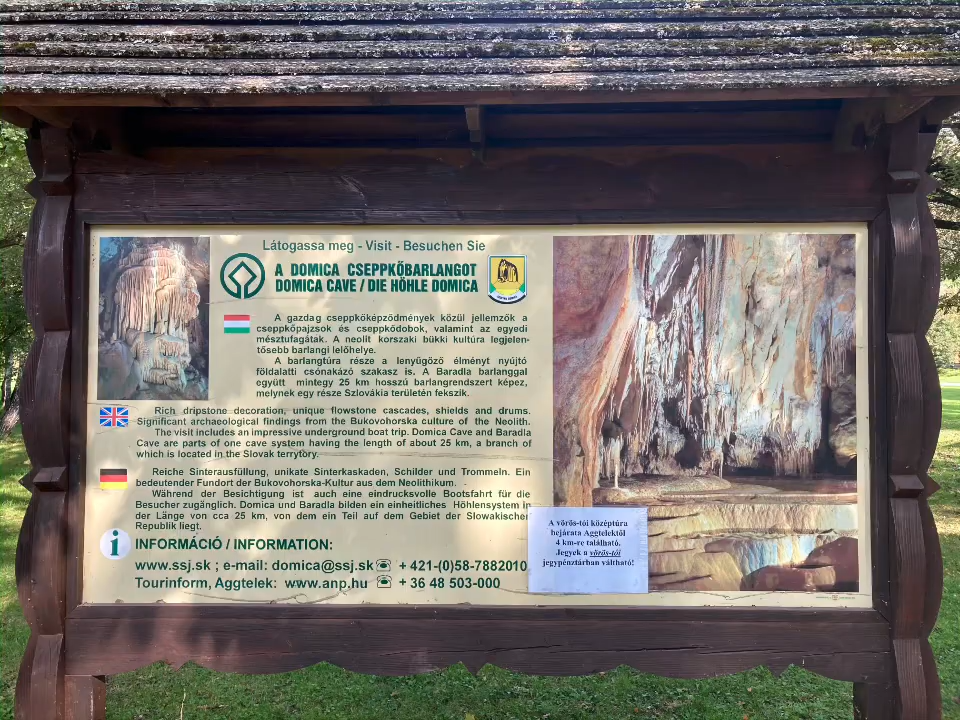 Látogassa meg - Visit - Besuchen Sie
A DOMICA CSEPPKŐBARLANGOT
DOMICA CAVE / DIE HÖHLE DOMICA
A gazdag cseppkőképződmények közül jellemzők a
cseppkőpajzsok és cseppkődobok, valamint az egyedi
mésztufagátak. A neolit korszaki bükki kultúra legjelen-
tősebb barlangi lelőhelye.
A barlangtúra része a lenyűgöző élményt nyújtó
földalatti csónakázó szakasz is. A Baradla barlanggal
együtt mintegy 25 km hosszú barlangrendszert képez,
melynek egy része Szlovákia területén fekszik.
Rich dripstone decoration, unique flowstone cascades, shields and drums.
Significant archaeological findings from the Bukovohorska culture of the Neolith.
The visit includes an impressive underground boat trip. Domica Cave and Baradla
Cave are parts of one cave system having the length of about 25 km, a branch of
which is located in the Slovak terrytory.
Reiche Sinterausfüllung, unikate Sinterkaskaden, Schilder und Trommeln. Ein
bedeutender Fundort der Bukovohorska-Kultur aus dem Neolithikum.
Während der Besichtigung ist auch eine eindrucksvolle Bootsfahrt für die
Besucher zugänglich. Domica und Baradla bilden ein einheitliches Höhlensystem in
der Länge von cca 25 km, von dem ein Teil auf dem Gebiet der Slowakischen
Republik liegt.
i INFORMÁCIÓ / INFORMATION:
www.ssj.sk ; e-mail: domica@ssj.sk ☏ + 421-(0)58-7882010
Tourinform, Aggtelek: www.anp.hu ☏ + 36 48 503-000
A vörös-tói középtúra
bejárata Aggtelektől
4 km-re található.
Jegyek a vörös-tói
jegypénztárban váltható!